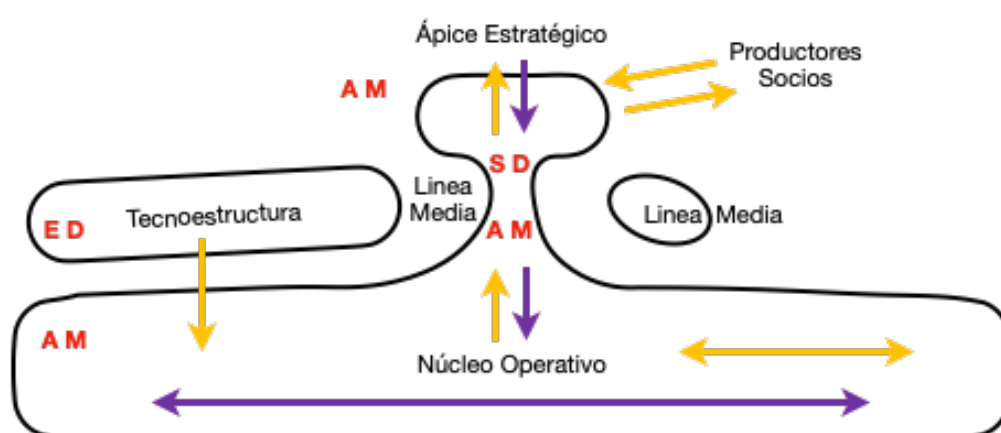 Ápice Estratégico
Productores
Socios
A M
S D
Linea
Media
Tecnoestructura
E D
Linea Media
A M
A M
Núcleo Operativo